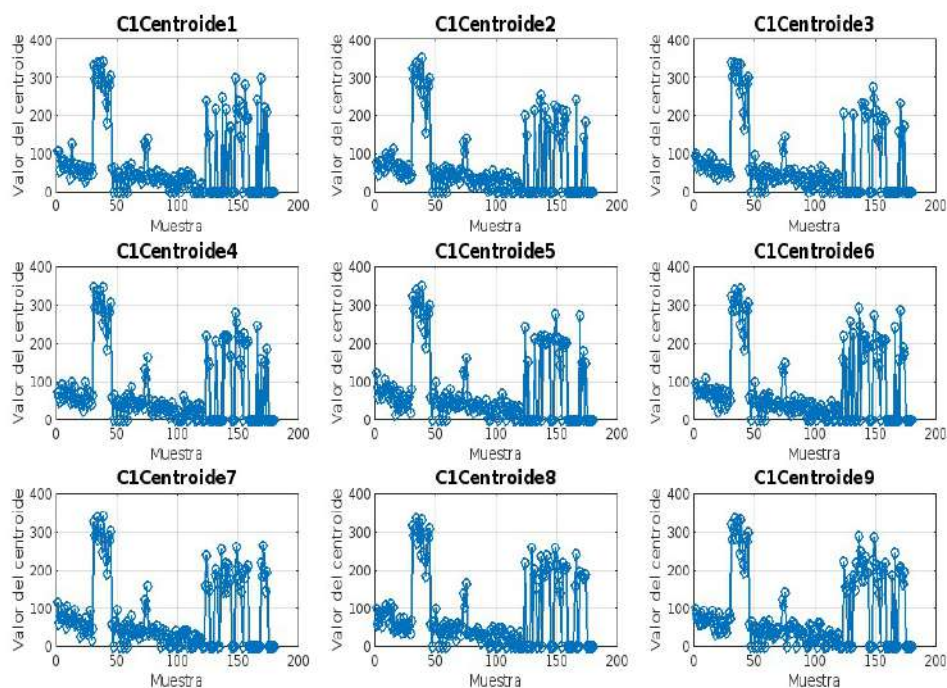 C1Centroide1
Valor del centroide
400
300
200
100
0
0 50 100 150 200
Muestra
C1Centroide2
Valor del centroide
400
300
200
100
0
0 50 100 150 200
Muestra
C1Centroide3
Valor del centroide
400
300
200
100
0
0 50 100 150 200
Muestra
C1Centroide4
Valor del centroide
400
300
200
100
0
0 50 100 150 200
Muestra
C1Centroide5
Valor del centroide
400
300
200
100
0
0 50 100 150 200
Muestra
C1Centroide6
Valor del centroide
400
300
200
100
0
0 50 100 150 200
Muestra
C1Centroide7
Valor del centroide
400
300
200
100
0
0 50 100 150 200
Muestra
C1Centroide8
Valor del centroide
400
300
200
100
0
0 50 100 150 200
Muestra
C1Centroide9
Valor del centroide
400
300
200
100
0
0 50 100 150 200
Muestra